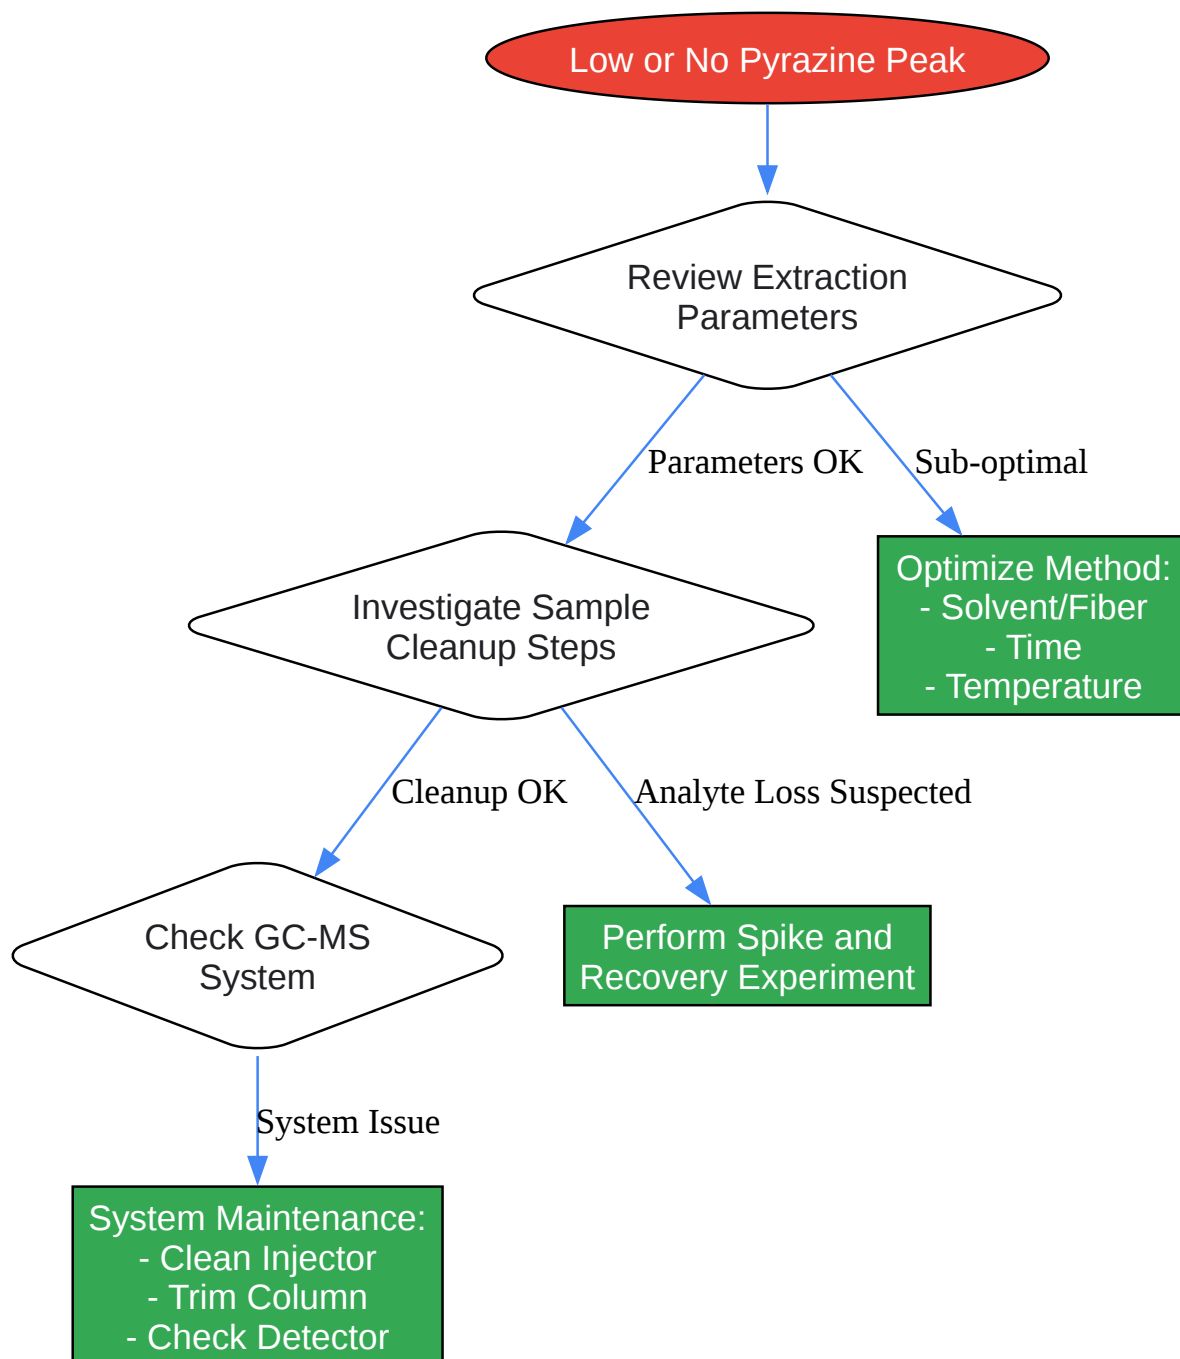 Low or No Pyrazine Peak
Review Extraction
Parameters
Parameters OK
Sub-optimal
Optimize Method:
- Solvent/Fiber
- Time
- Temperature
Investigate Sample
Cleanup Steps
Cleanup OK
Analyte Loss Suspected
Perform Spike and
Recovery Experiment
Check GC-MS
System
System Issue
System Maintenance:
- Clean Injector
- Trim Column
- Check Detector